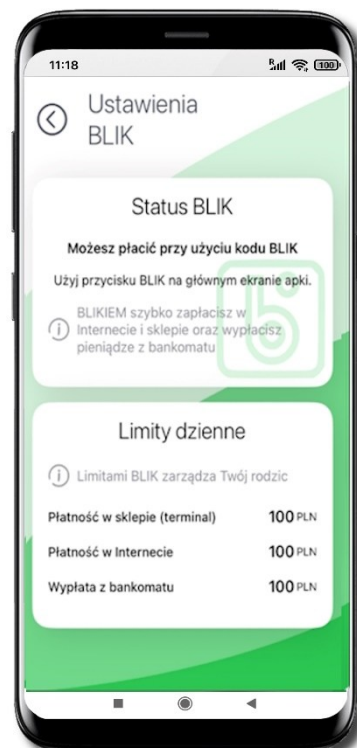 11:18
R
100
Ustawienia
BLIK
Status BLIK
Możesz płacić przy użyciu kodu BLIK
Użyj przycisku BLIK na głównym ekranie apki.
BLIKIEM szybko zapłacisz w
Internecie i sklepie oraz wypłacisz
pieniądze z bankomatu
Limity dzienne
Limitami BLIK zarządza Twój rodzic
Płatność w sklepie (terminal) 100 PLN
Płatność w Internecie 100 PLN
Wypłata z bankomatu 100 PLN